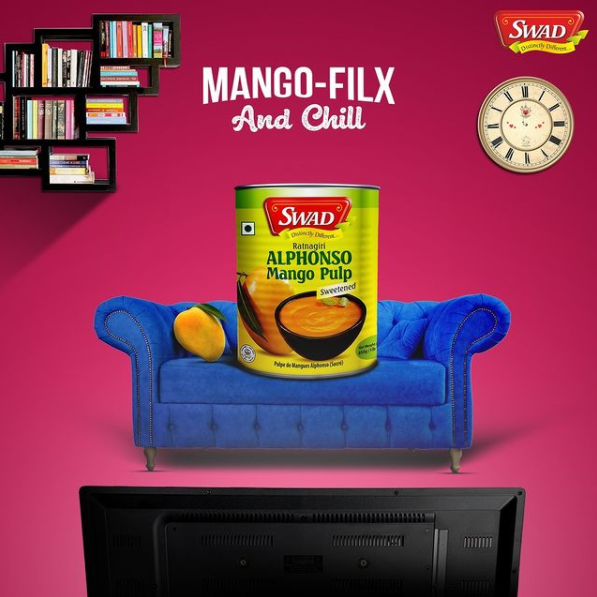 SWAD
Distinctly Different...
MANGO-FILX
And Chill
SWAD
Distinctly Different...
Ratnagiri
ALPHONSO
Mango Pulp
Sweetened
Pulpe de Mangues Alphonso (Sucré)